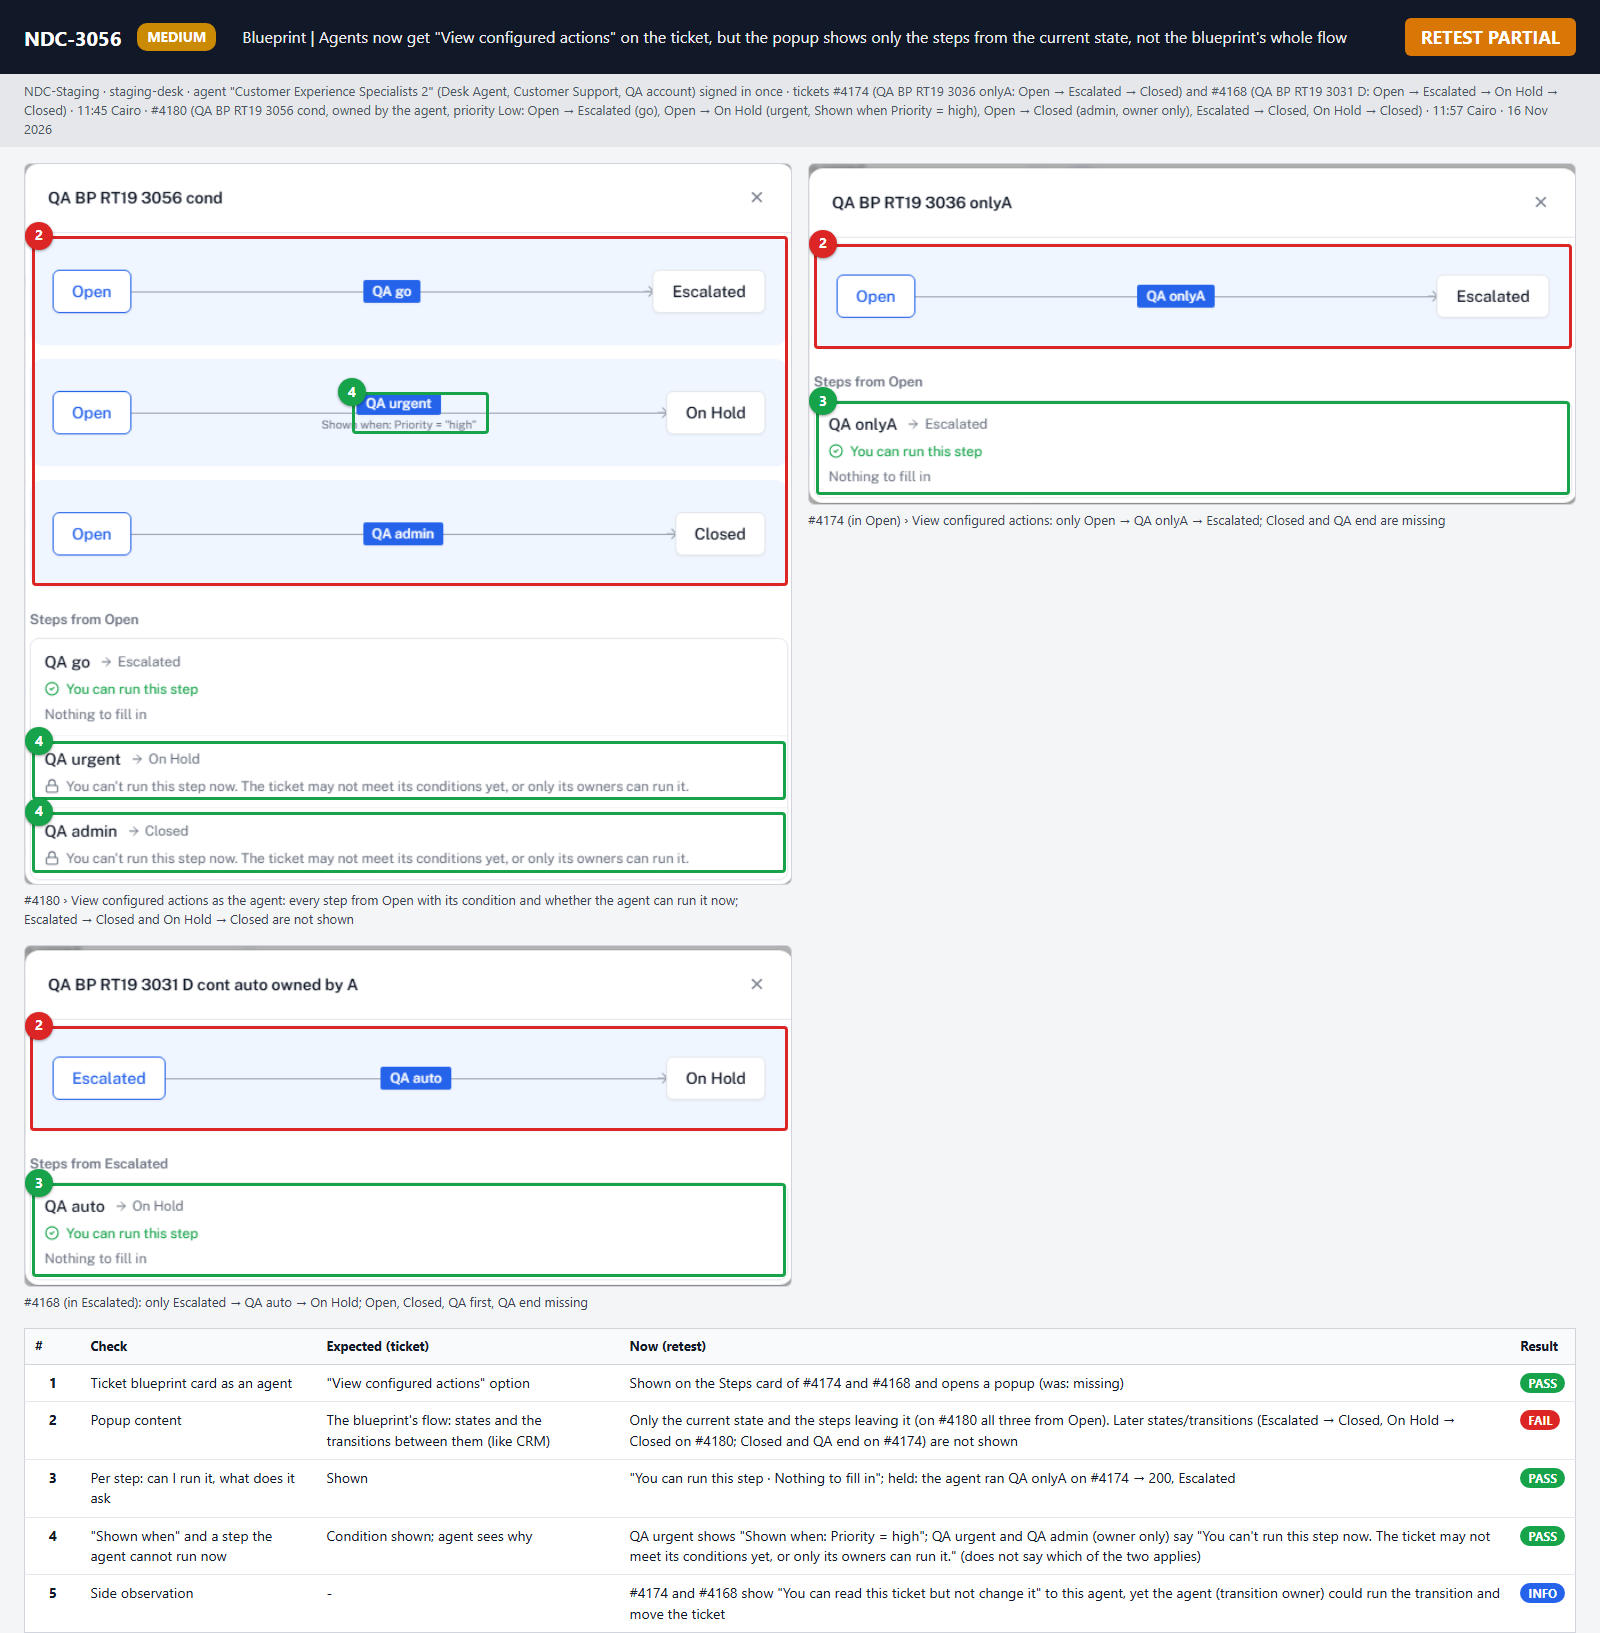 NDC-3056 MEDIUM Blueprint | Agents now get "View configured actions" on the ticket, but the popup shows only the steps from the current state, not the blueprint's whole flow RETEST PARTIAL
NDC-Staging · staging-desk · agent "Customer Experience Specialists 2" (Desk Agent, Customer Support, QA account) signed in once · tickets #4174 (QA BP RT19 3036 onlyA: Open → Escalated → Closed) and #4168 (QA BP RT19 3031 D: Open → Escalated → On Hold →
Closed) · 11:45 Cairo · #4180 (QA BP RT19 3056 cond, owned by the agent, priority Low: Open → Escalated (go), Open → On Hold (urgent, Shown when Priority = high), Open → Closed (admin, owner only), Escalated → Closed, On Hold → Closed) · 11:57 Cairo · 16 Nov
2026
QA BP RT19 3056 cond
2
Open QA go Escalated
4
Open QA urgent On Hold
Shown when: Priority = "high"
Open QA admin Closed
Steps from Open
QA go → Escalated
You can run this step
Nothing to fill in
4
QA urgent → On Hold
You can't run this step now. The ticket may not meet its conditions yet, or only its owners can run it.
4
QA admin → Closed
You can't run this step now. The ticket may not meet its conditions yet, or only its owners can run it.
#4180 › View configured actions as the agent: every step from Open with its condition and whether the agent can run it now;
Escalated → Closed and On Hold → Closed are not shown
QA BP RT19 3036 onlyA
2
Open QA onlyA Escalated
Steps from Open
3
QA onlyA → Escalated
You can run this step
Nothing to fill in
#4174 (in Open) › View configured actions: only Open → QA onlyA → Escalated; Closed and QA end are missing
QA BP RT19 3031 D cont auto owned by A
2
Escalated QA auto On Hold
Steps from Escalated
3
QA auto → On Hold
You can run this step
Nothing to fill in
#4168 (in Escalated): only Escalated → QA auto → On Hold; Open, Closed, QA first, QA end missing
# Check Expected (ticket) Now (retest) Result
1 Ticket blueprint card as an agent "View configured actions" option Shown on the Steps card of #4174 and #4168 and opens a popup (was: missing) PASS
2 Popup content The blueprint's flow: states and the transitions between them (like CRM) Only the current state and the steps leaving it (on #4180 all three from Open). Later states/transitions (Escalated → Closed, On Hold → Closed on #4180; Closed and QA end on #4174) are not shown FAIL
3 Per step: can I run it, what does it ask Shown "You can run this step · Nothing to fill in"; held: the agent ran QA onlyA on #4174 → 200, Escalated PASS
4 "Shown when" and a step the agent cannot run now Condition shown; agent sees why QA urgent shows "Shown when: Priority = high"; QA urgent and QA admin (owner only) say "You can't run this step now. The ticket may not meet its conditions yet, or only its owners can run it." (does not say which of the two applies) PASS
5 Side observation - #4174 and #4168 show "You can read this ticket but not change it" to this agent, yet the agent (transition owner) could run the transition and move the ticket INFO